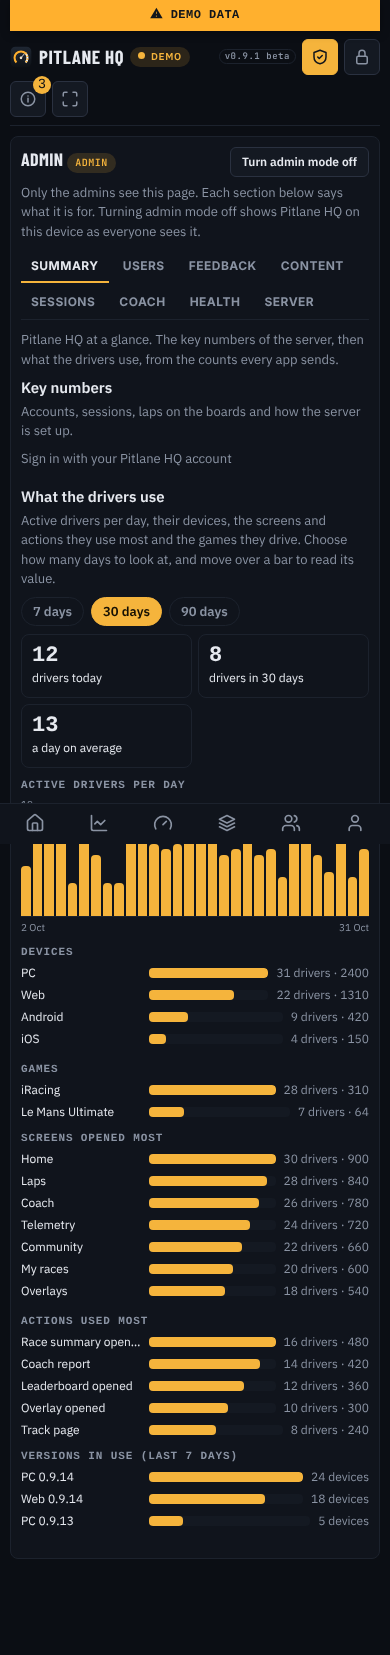 DEMO DATA
PITLANE HQ DEMO v0.9.1 beta
3
ADMIN ADMIN Turn admin mode off
Only the admins see this page. Each section below says
what it is for. Turning admin mode off shows Pitlane HQ on
this device as everyone sees it.
SUMMARY USERS FEEDBACK CONTENT
SESSIONS COACH HEALTH SERVER
Pitlane HQ at a glance. The key numbers of the server, then
what the drivers use, from the counts every app sends.
Key numbers
Accounts, sessions, laps on the boards and how the server
is set up.
Sign in with your Pitlane HQ account
What the drivers use
Active drivers per day, their devices, the screens and
actions they use most and the games they drive. Choose
how many days to look at, and move over a bar to read its
value.
7 days 30 days 90 days
12 8
drivers today drivers in 30 days
13
a day on average
ACTIVE DRIVERS PER DAY
2 Oct 31 Oct
DEVICES
PC 31 drivers · 2400
Web 22 drivers · 1310
Android 9 drivers · 420
iOS 4 drivers · 150
GAMES
iRacing 28 drivers · 310
Le Mans Ultimate 7 drivers · 64
SCREENS OPENED MOST
Home 30 drivers · 900
Laps 28 drivers · 840
Coach 26 drivers · 780
Telemetry 24 drivers · 720
Community 22 drivers · 660
My races 20 drivers · 600
Overlays 18 drivers · 540
ACTIONS USED MOST
Race summary open... 16 drivers · 480
Coach report 14 drivers · 420
Leaderboard opened 12 drivers · 360
Overlay opened 10 drivers · 300
Track page 8 drivers · 240
VERSIONS IN USE (LAST 7 DAYS)
PC 0.9.14 24 devices
Web 0.9.14 18 devices
PC 0.9.13 5 devices